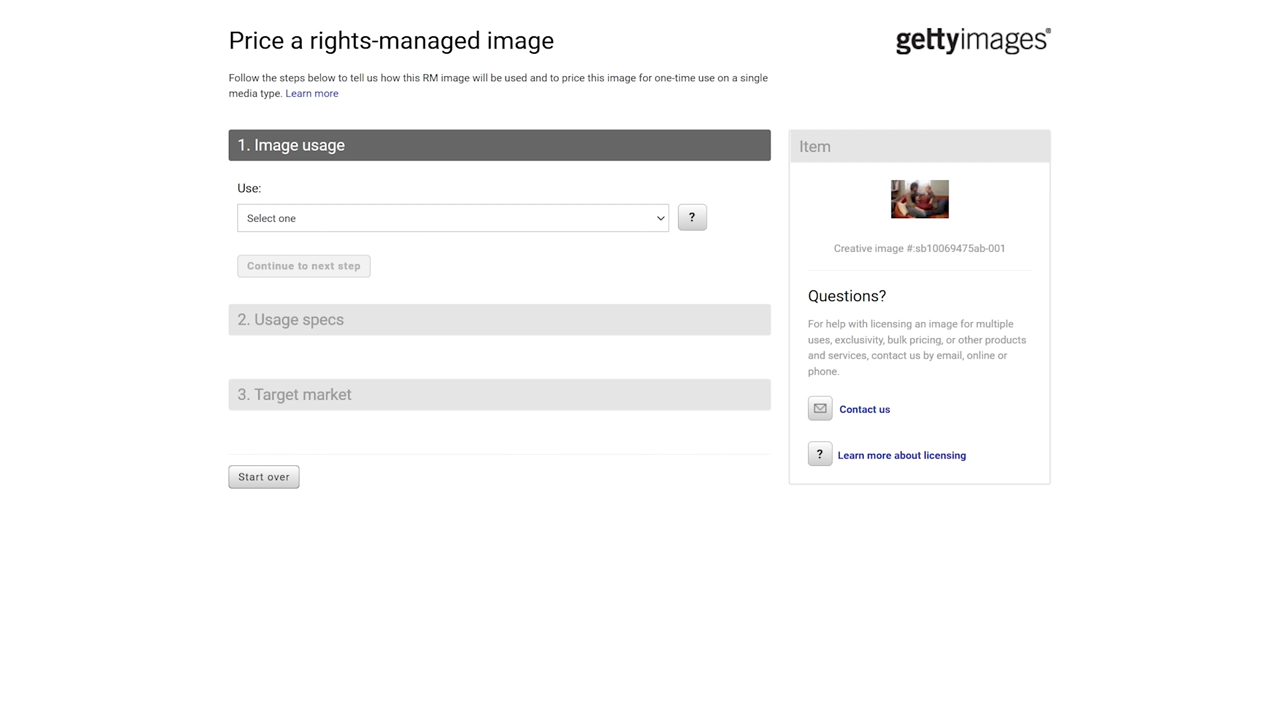 Price a rights-managed image
gettyimages®
Follow the steps below to tell us how this RM image will be used and to price this image for one-time use on a single
media type. Learn more
1. Image usage
Use:
Select one
?
Continue to next step
2. Usage specs
3. Target market
Start over
Item
Creative image #:sb10069475ab-001
Questions?
For help with licensing an image for multiple
uses, exclusivity, bulk pricing, or other products
and services, contact us by email, online or
phone.
Contact us
?
Learn more about licensing